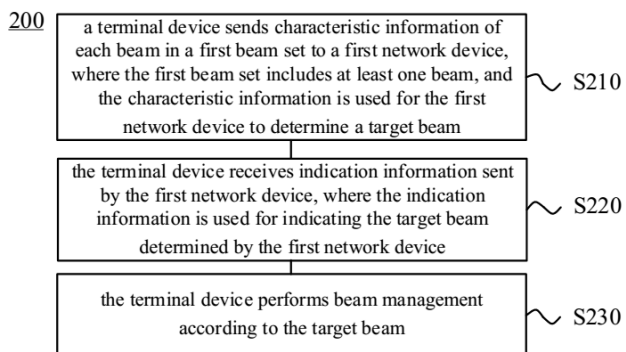 200
a terminal device sends characteristic information of
each beam in a first beam set to a first network device,
where the first beam set includes at least one beam, and
the characteristic information is used for the first
network device to determine a target beam
S210
the terminal device receives indication information sent
by the first network device, where the indication
information is used for indicating the target beam
determined by the first network device
S220
the terminal device performs beam management
according to the target beam
S230